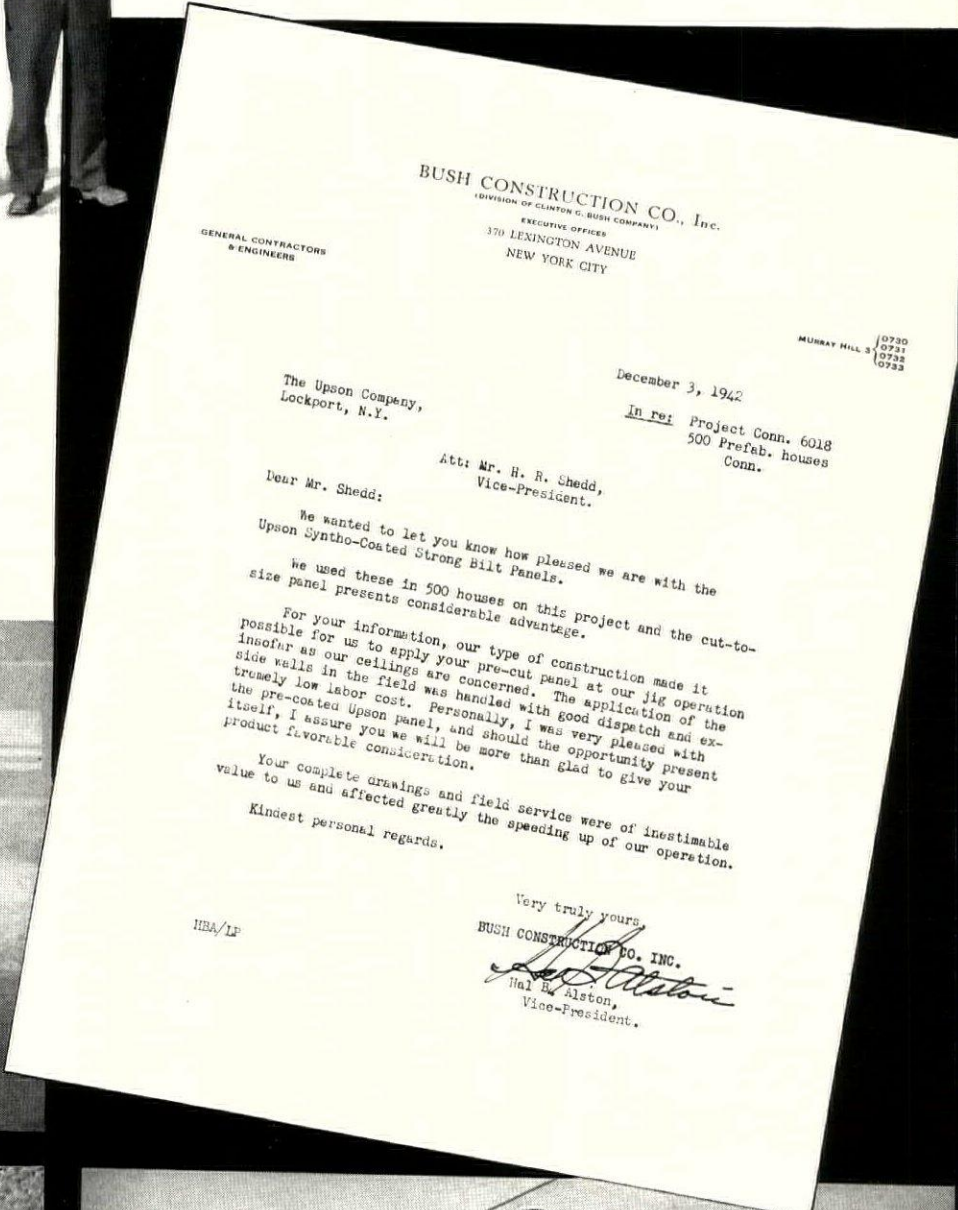 BUSH CONSTRUCTION CO., Inc.
(DIVISION OF CLINTON G. BUSH COMPANY)
EXECUTIVE OFFICES
370 LEXINGTON AVENUE
NEW YORK CITY
GENERAL CONTRACTORS
& ENGINEERS
MURRAY HILL 3 {0730
0731
0732
0733
December 3, 1942
The Upson Company,
Lockport, N.Y.
In re: Project Conn. 6018
500 Prefab. houses
Conn.
Att: Mr. H. R. Shedd,
Vice-President.
Dear Mr. Shedd:
We wanted to let you know how pleased we are with the
Upson Syntho-Coated Strong Bilt Panels.
We used these in 500 houses on this project and the cut-to-
size panel presents considerable advantage.
For your information, our type of construction made it
possible for us to apply your pre-cut panel at our jig operation
insofar as our ceilings are concerned. The application of the
side walls in the field was handled with good dispatch and ex-
tremely low labor cost. Personally, I was very pleased with
the pre-coated Upson panel, and should the opportunity present
itself, I assure you we will be more than glad to give your
product favorable consideration.
Your complete drawings and field service were of inestimable
value to us and affected greatly the speeding up of our operation.
Kindest personal regards.
Very truly yours,
BUSH CONSTRUCTION CO. INC.
Hal B Alston
Hal B. Alston,
Vice-President.
HBA/LP